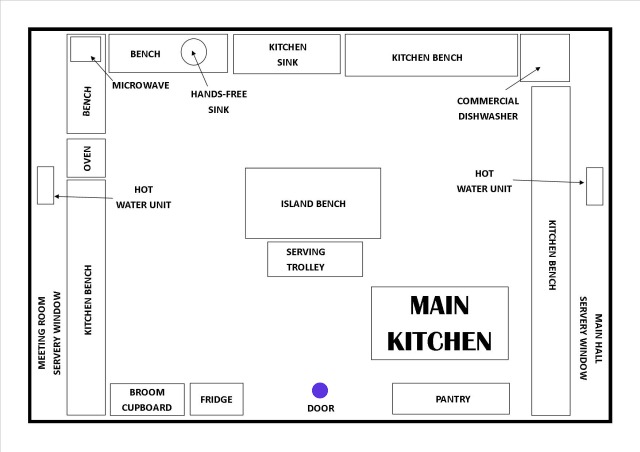 BENCH
KITCHEN
SINK
KITCHEN BENCH
MICROWAVE
HANDS-FREE
SINK
BENCH
COMMERCIAL
DISHWASHER
OVEN
HOT
WATER UNIT
HOT
WATER UNIT
ISLAND BENCH
SERVING
TROLLEY
KITCHEN BENCH
KITCHEN BENCH
MEETING ROOM
SERVERY WINDOW
MAIN HALL
SERVERY WINDOW
MAIN
KITCHEN
BROOM
CUPBOARD
FRIDGE
DOOR
PANTRY